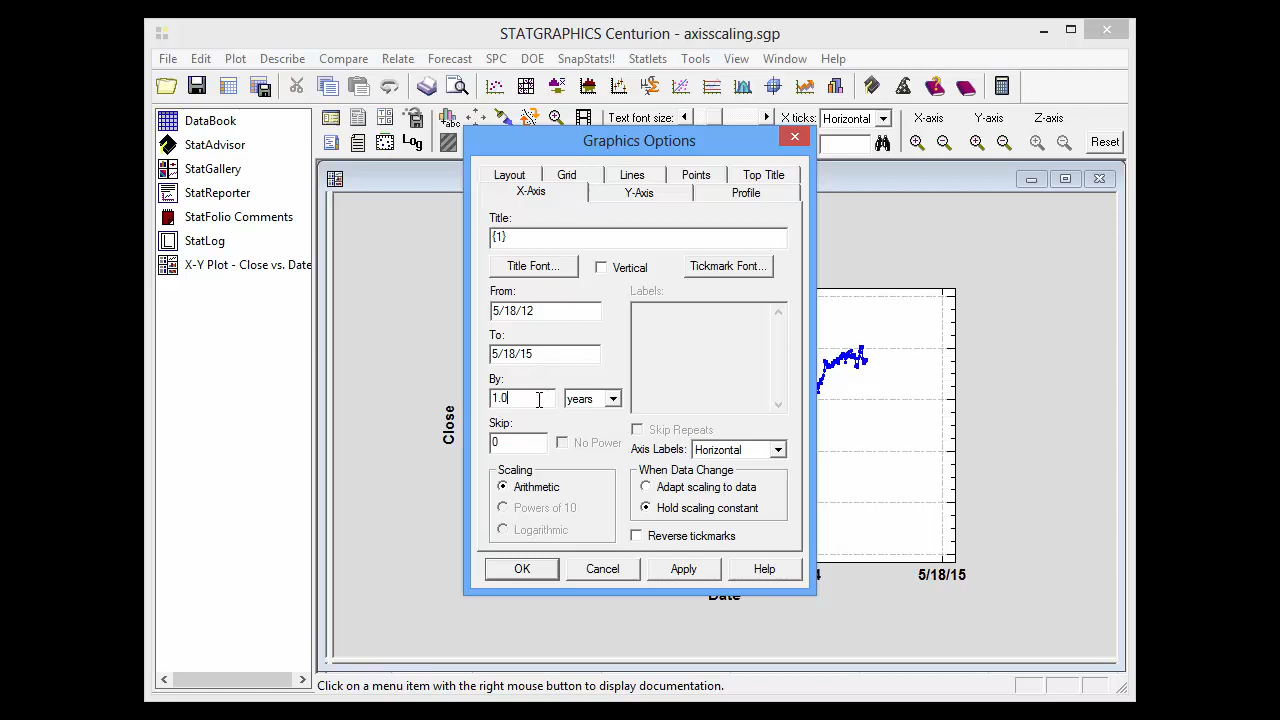 STATGRAPHICS Centurion - axisscaling.sgp
File Edit Plot Describe Compare Relate Forecast SPC DOE SnapStats!! Statlets Tools View Window Help
DataBook
StatAdvisor
StatGallery
StatReporter
StatFolio Comments
StatLog
X-Y Plot - Close vs. Date
Text font size:
X ticks: Horizontal
X-axis Y-axis Z-axis
Log
Reset
Graphics Options
Layout Grid Lines Points Top Title
X-Axis Y-Axis Profile
Title:
{1}
Title Font... Vertical Tickmark Font...
From:
5/18/12
To:
5/18/15
By:
1.0 years
Skip:
0 No Power
Labels:
Skip Repeats
Axis Labels: Horizontal
Scaling
Arithmetic
Powers of 10
Logarithmic
When Data Change
Adapt scaling to data
Hold scaling constant
Reverse tickmarks
OK Cancel Apply Help
Close
5/18/15
Date
Click on a menu item with the right mouse button to display documentation.